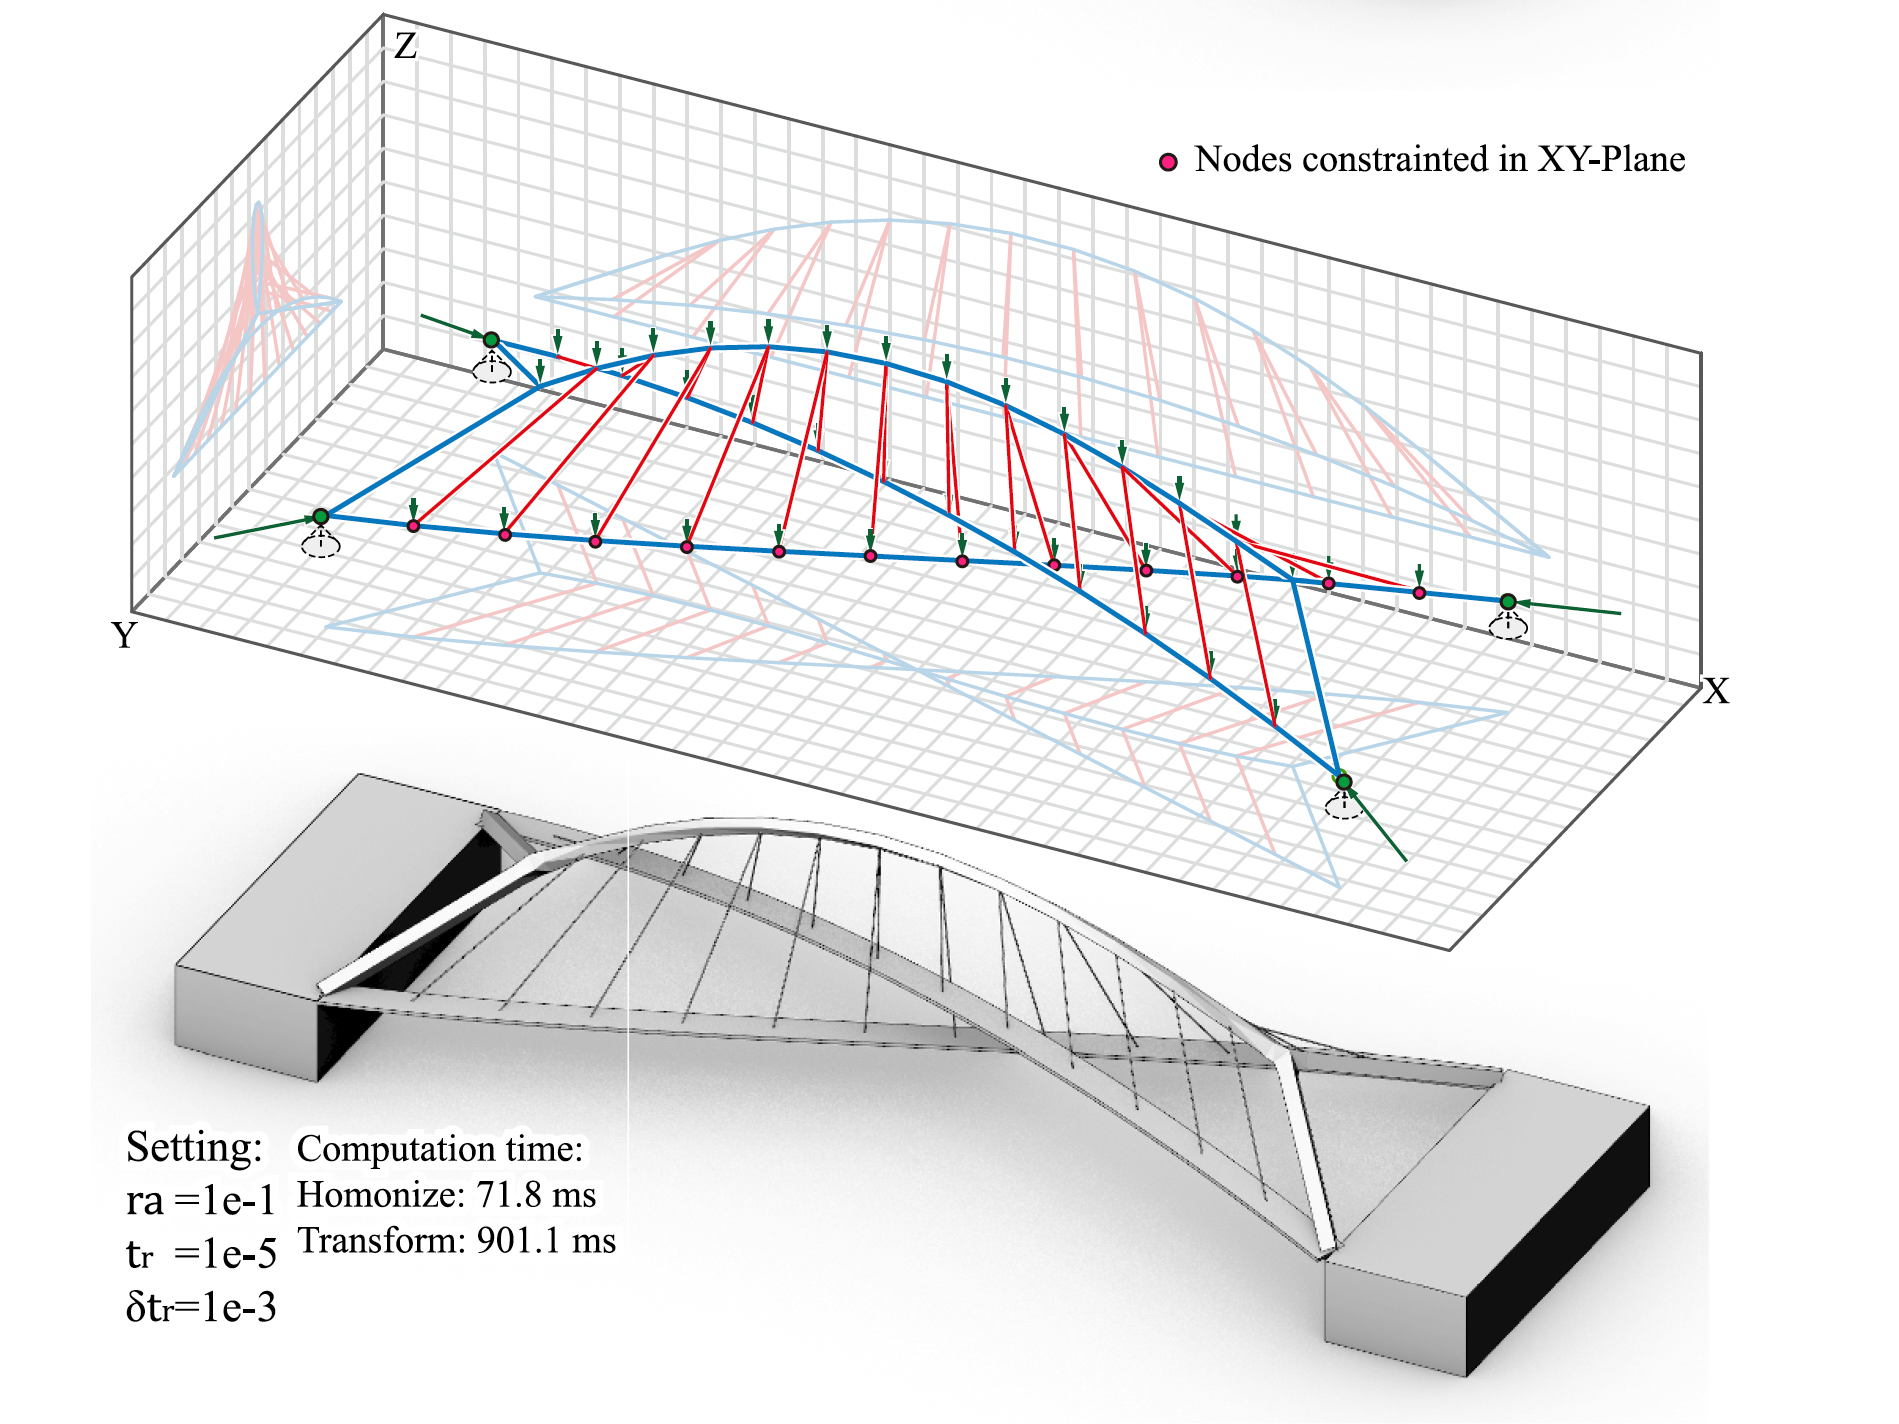 Z
Nodes constrainted in XY-Plane
Y
X
Setting:
ra =1e-1
tr =1e-5
δtr=1e-3
Computation time:
Homonize: 71.8 ms
Transform: 901.1 ms